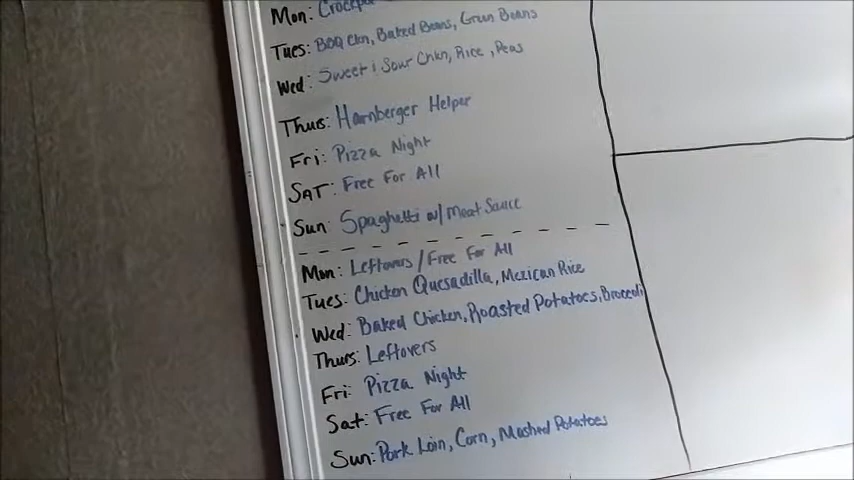 Mon: Crockpot
Tues: BBQ Ckn, Baked Beans, Green Beans
Wed: Sweet i Sour Chkn, Rice, Peas
Thurs: Hamberger Helper
Fri: Pizza Night
SAT: Free For All
Sun: Spaghetti w/ Meat Sauce
Mon: Leftovers/Free For All
Tues: Chicken Quesadilla, Mexican Rice
Wed: Baked Chicken, Roasted Potatoes, Broccoli
Thurs: Leftovers
Fri: Pizza Night
Sat: Free For All
Sun: Pork Loin, Corn, Mashed Potatoes